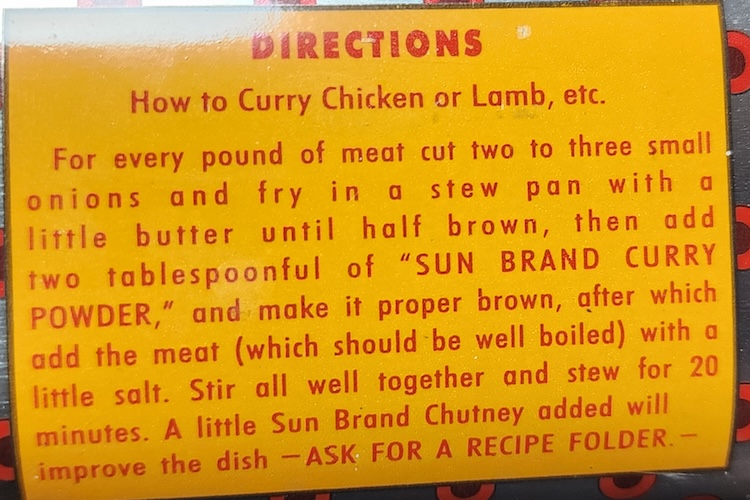 DIRECTIONS
How to Curry Chicken or Lamb, etc.
For every pound of meat cut two to three small
onions and fry in a stew pan with a
little butter until half brown, then add
two tablespoonful of “SUN BRAND CURRY
POWDER,” and make it proper brown, after which
add the meat (which should be well boiled) with a
little salt. Stir all well together and stew for 20
minutes. A little Sun Brand Chutney added will
improve the dish —ASK FOR A RECIPE FOLDER.—